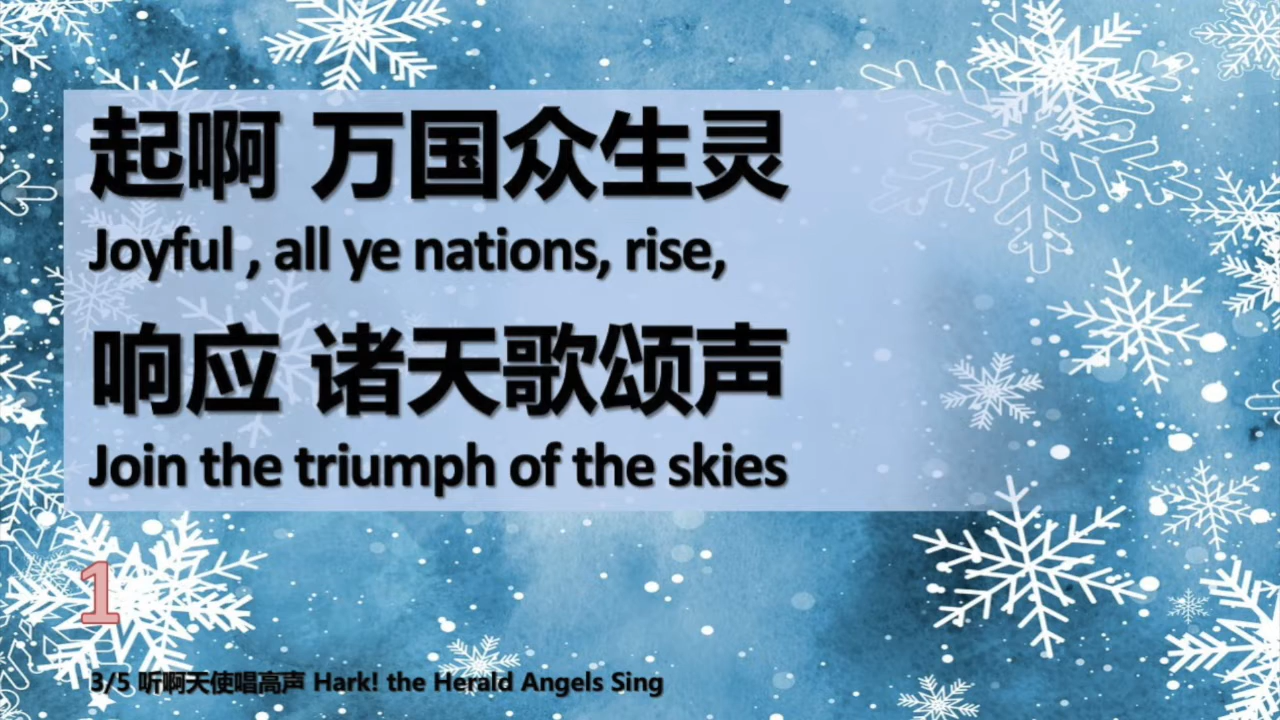 起啊 万国众生灵
Joyful , all ye nations, rise,
响应 诸天歌颂声
Join the triumph of the skies
1
3/5 听啊天使唱高声 Hark! the Herald Angels Sing